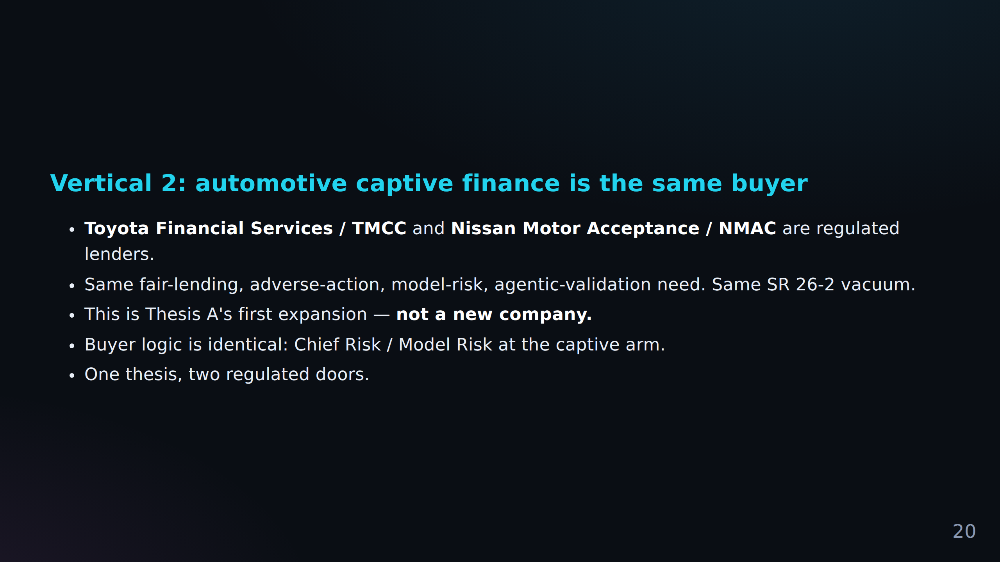 Vertical 2: automotive captive finance is the same buyer
• Toyota Financial Services / TMCC and Nissan Motor Acceptance / NMAC are regulated
lenders.
• Same fair-lending, adverse-action, model-risk, agentic-validation need. Same SR 26-2 vacuum.
• This is Thesis A's first expansion — not a new company.
• Buyer logic is identical: Chief Risk / Model Risk at the captive arm.
• One thesis, two regulated doors.
20